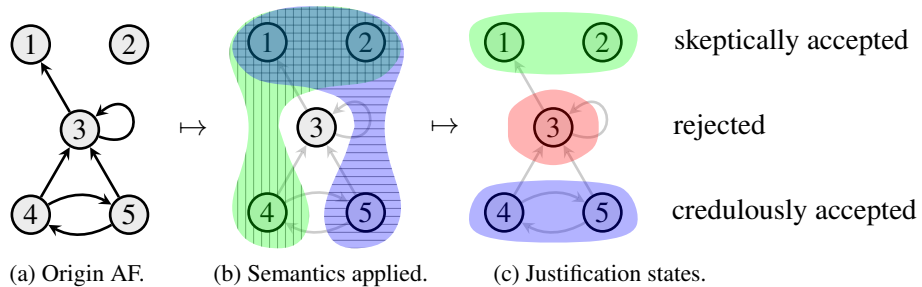 1 2 1 2 1 2 skeptically accepted
3 ↦ 3 ↦ 3 rejected
4 5 4 5 4 5 credulously accepted
(a) Origin AF. (b) Semantics applied. (c) Justification states.